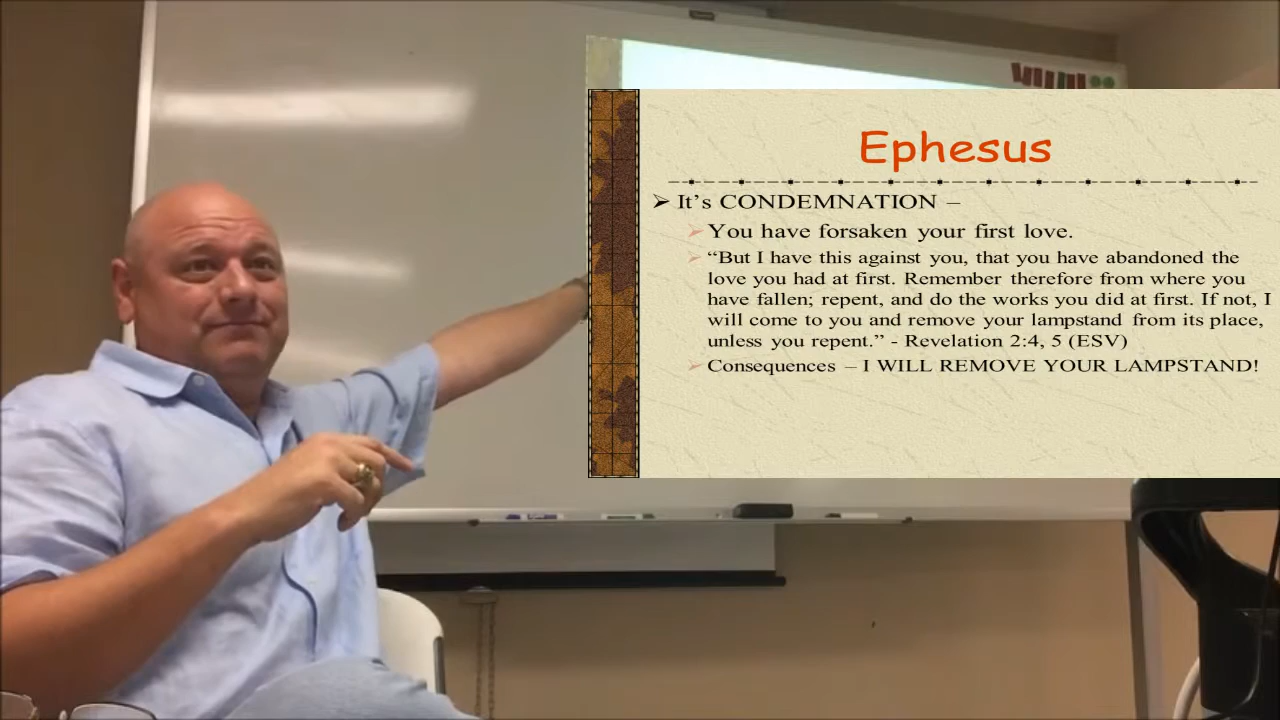 Ephesus
It's CONDEMNATION –
You have forsaken your first love.
“But I have this against you, that you have abandoned the
love you had at first. Remember therefore from where you
have fallen; repent, and do the works you did at first. If not, I
will come to you and remove your lampstand from its place,
unless you repent.” - Revelation 2:4, 5 (ESV)
Consequences – I WILL REMOVE YOUR LAMPSTAND!